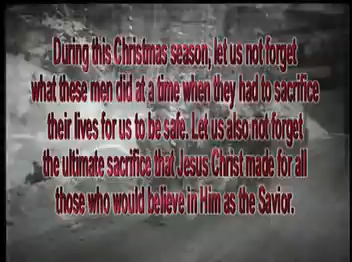 During this Christmas season, let us not forget
what these men did at a time when they had to sacrifice
their lives for us to be safe. Let us also not forget
the ultimate sacrifice that Jesus Christ made for all
those who would believe in Him as the Savior.